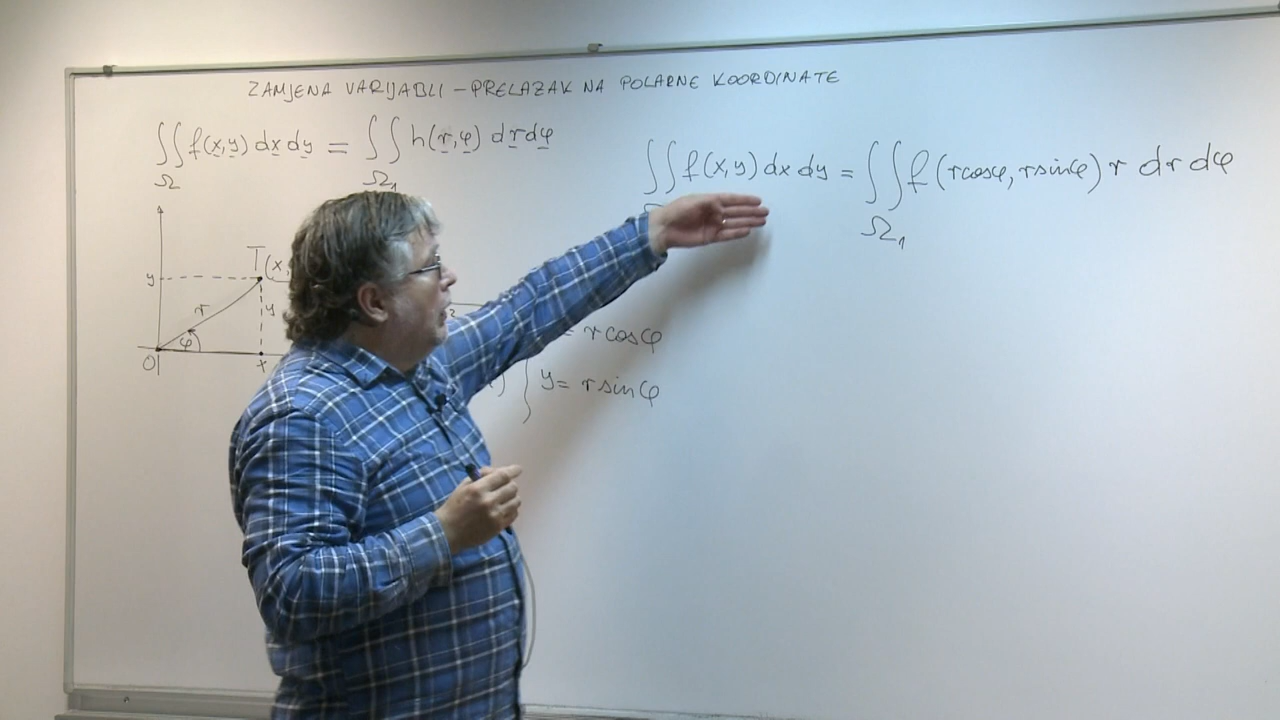 ZAMJENA VARIJABLI – PRELAZAK NA POLARNE KOORDINATE
∬ f(x,y) dx dy = ∬ h(r,φ) dr dφ
Ω Ω₁
T(x,
y
r
y
φ
O x
2
= r cosφ
y = r sinφ
∬ f(x,y) dx dy = ∬ f(r cosφ, r sinφ) r dr dφ
Ω₁